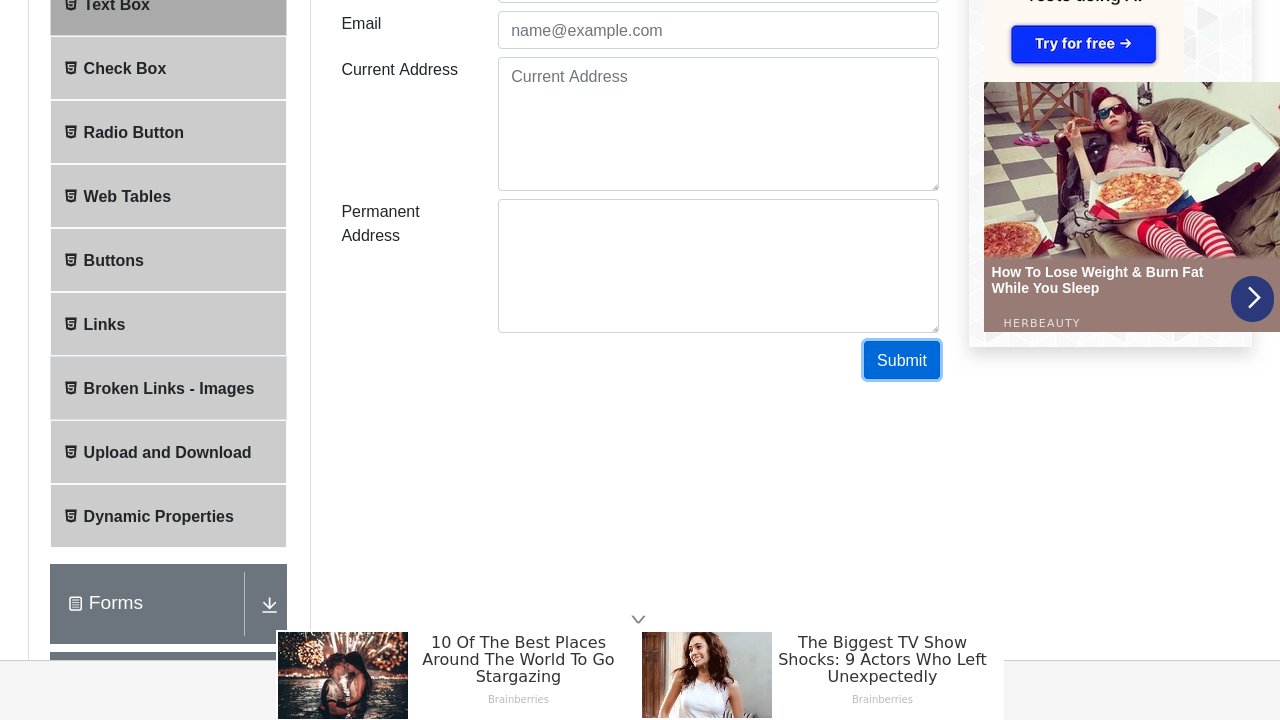 Text Box
Check Box
Radio Button
Web Tables
Buttons
Links
Broken Links - Images
Upload and Download
Dynamic Properties
Forms
Email
name@example.com
Current Address
Current Address
Permanent
Address
Submit
Try for free →
How To Lose Weight & Burn Fat
While You Sleep
HERBEAUTY
10 Of The Best Places
Around The World To Go
Stargazing
Brainberries
The Biggest TV Show
Shocks: 9 Actors Who Left
Unexpectedly
Brainberries